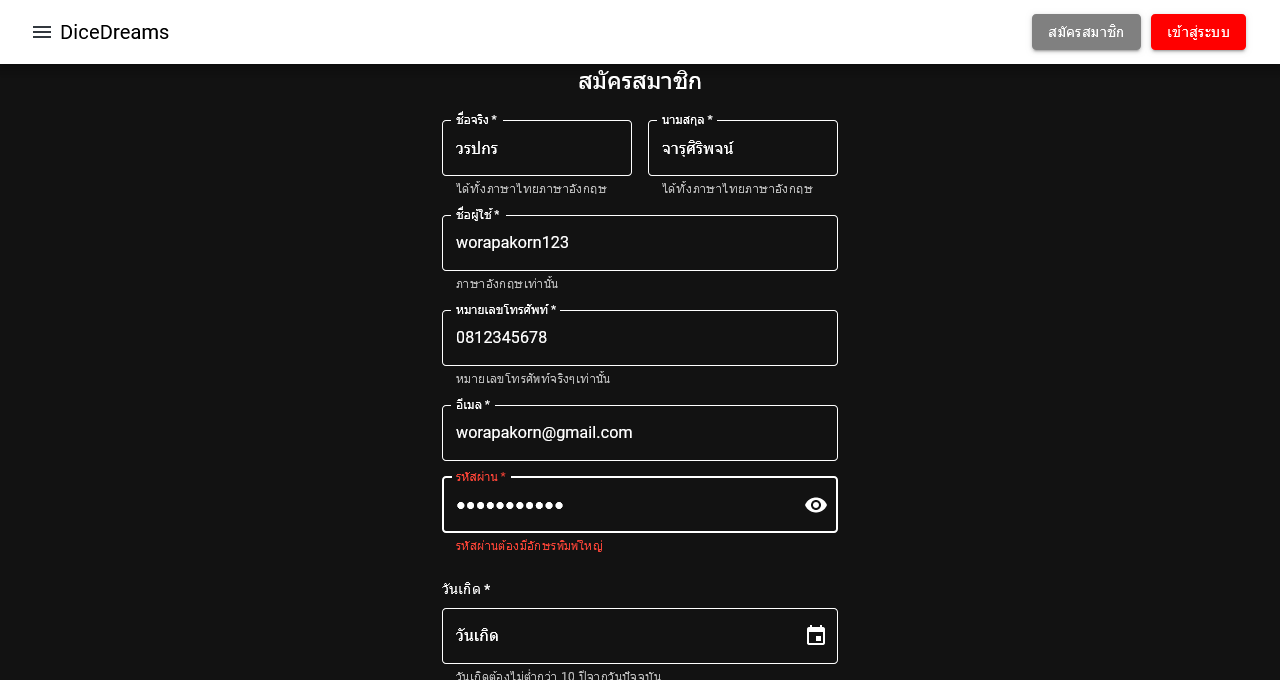 DiceDreams
สมัครสมาชิก เข้าสู่ระบบ
สมัครสมาชิก
ชื่อจริง * นามสกุล *
วรปกร จารุศิริพจน์
ได้ทั้งภาษาไทยภาษาอังกฤษ ได้ทั้งภาษาไทยภาษาอังกฤษ
ชื่อผู้ใช้ *
worapakorn123
ภาษาอังกฤษเท่านั้น
หมายเลขโทรศัพท์ *
0812345678
หมายเลขโทรศัพท์จริงๆเท่านั้น
อีเมล *
worapakorn@gmail.com
รหัสผ่าน *
•••••••••••
รหัสผ่านต้องมีอักษรพิมพ์ใหญ่
วันเกิด *
วันเกิด
วันเกิดต้องไม่ต่ำกว่า 10 ปีจากวันปัจจุบัน